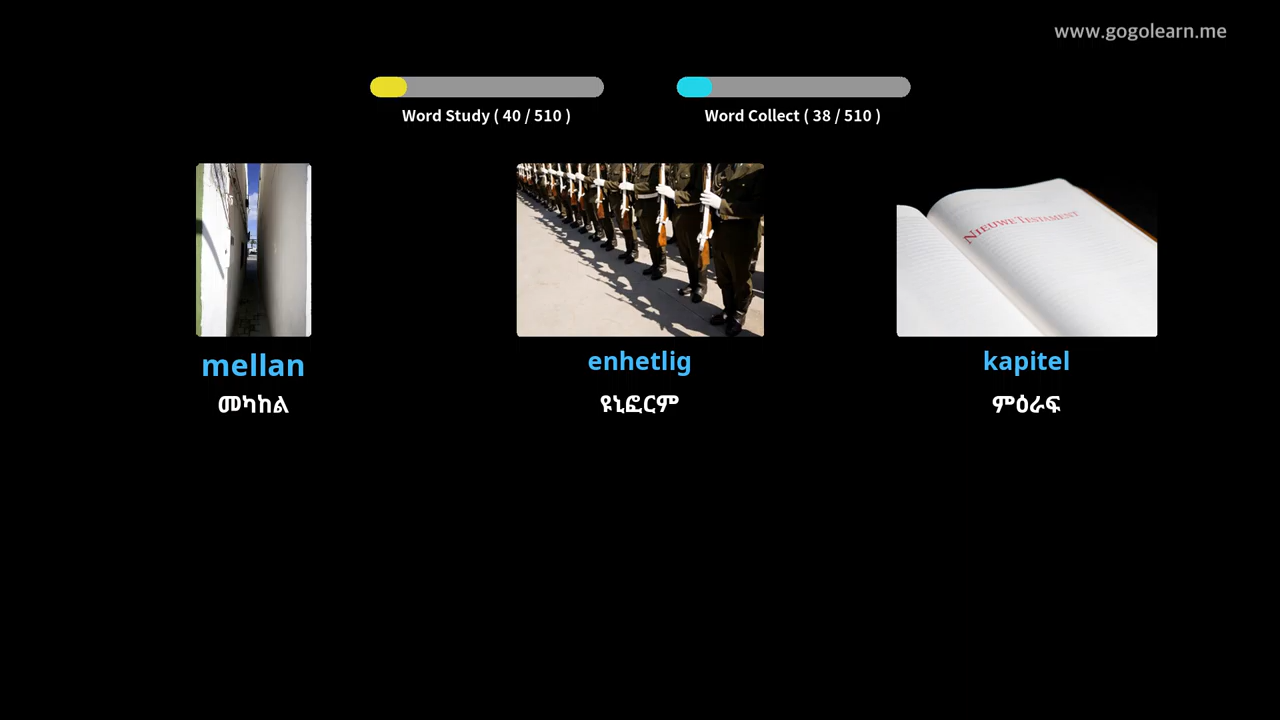 www.gogolearn.me
Word Study ( 40 / 510 )
Word Collect ( 38 / 510 )
NIEUWE TESTAMENT
mellan
enhetlig
kapitel
መካከል
ዩኒፎርም
ምዕራፍ